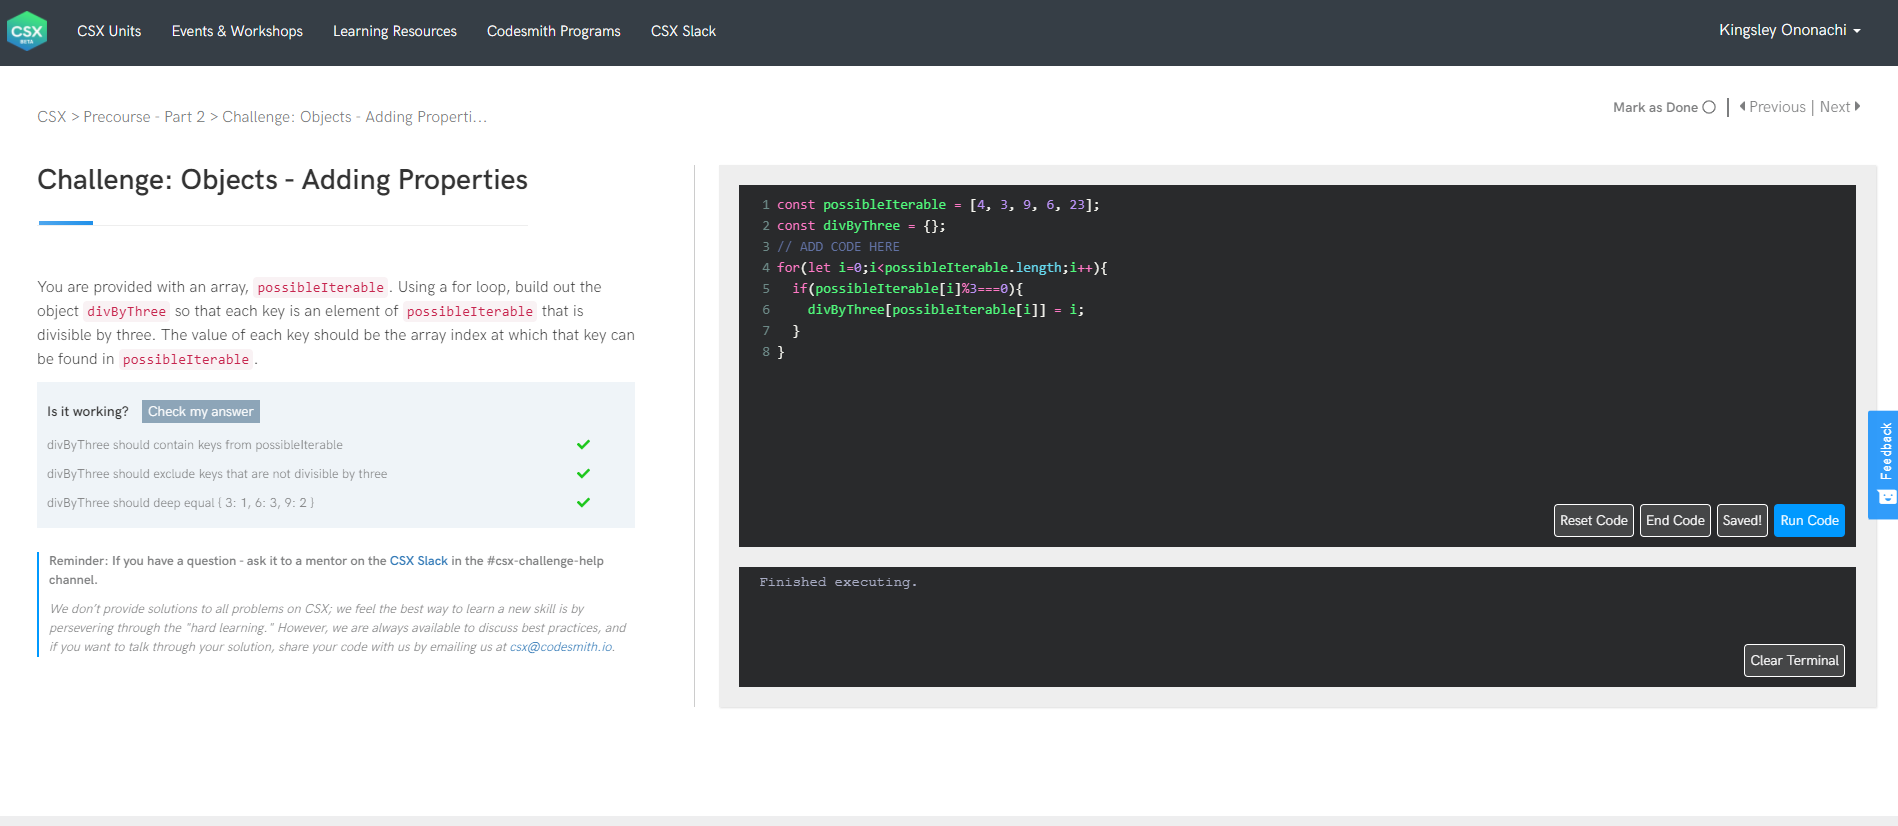 CSX
BETA
CSX Units
Events & Workshops
Learning Resources
Codesmith Programs
CSX Slack
Kingsley Ononachi
CSX > Precourse - Part 2 > Challenge: Objects - Adding Properti...
Mark as Done
Previous | Next
Challenge: Objects - Adding Properties
You are provided with an array, possibleIterable. Using a for loop, build out the
object divByThree so that each key is an element of possibleIterable that is
divisible by three. The value of each key should be the array index at which that key can
be found in possibleIterable.
Is it working? Check my answer
divByThree should contain keys from possibleIterable
divByThree should exclude keys that are not divisible by three
divByThree should deep equal { 3: 1, 6: 3, 9: 2 }
Reminder: If you have a question - ask it to a mentor on the CSX Slack in the #csx-challenge-help
channel.
We don't provide solutions to all problems on CSX; we feel the best way to learn a new skill is by
persevering through the "hard learning." However, we are always available to discuss best practices, and
if you want to talk through your solution, share your code with us by emailing us at csx@codesmith.io.
1 const possibleIterable = [4, 3, 9, 6, 23];
2 const divByThree = {};
3 // ADD CODE HERE
4 for(let i=0;i<possibleIterable.length;i++){
5   if(possibleIterable[i]%3===0){
6     divByThree[possibleIterable[i]] = i;
7   }
8 }
Reset Code
End Code
Saved!
Run Code
Finished executing.
Clear Terminal
Feedback